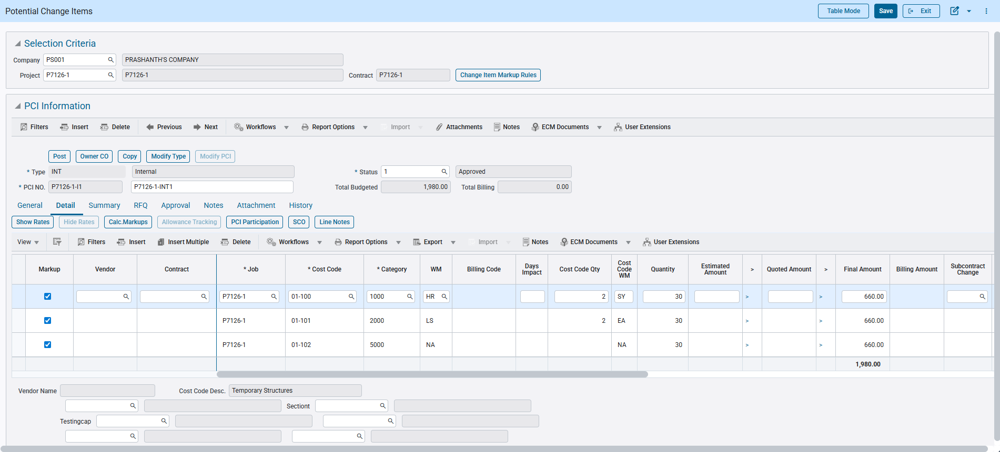 Potential Change Items Table Mode Save Exit
Selection Criteria
Company PS001 PRASHANTH'S COMPANY
Project P7126-1 P7126-1 Contract P7126-1 Change Item Markup Rules
PCI Information
Filters Insert Delete Previous Next Workflows Report Options Import Attachments Notes ECM Documents User Extensions
Post Owner CO Copy Modify Type Modify PCI
* Type INT Internal * Status 1 Approved
* PCI NO. P7126-1-I1 P7126-1-INT1 Total Budgeted 1,980.00 Total Billing 0.00
General Detail Summary RFQ Approval Notes Attachment History
Show Rates Hide Rates Calc.Markups Allowance Tracking PCI Participation SCO Line Notes
View Filters Insert Insert Multiple Delete Workflows Report Options Export Import Notes ECM Documents User Extensions
Markup Vendor Contract * Job * Cost Code * Category WM Billing Code Days Impact Cost Code Qty Cost Code WM Quantity Estimated Amount > Quoted Amount > Final Amount Billing Amount Subcontract Change
P7126-1 01-100 1000 HR 2 SY 30 > > 660.00
P7126-1 01-101 2000 LS 2 EA 30 > > 660.00
P7126-1 01-102 5000 NA NA 30 > > 660.00
1,980.00
Vendor Name Cost Code Desc. Temporary Structures
Sectiont
Testingcap